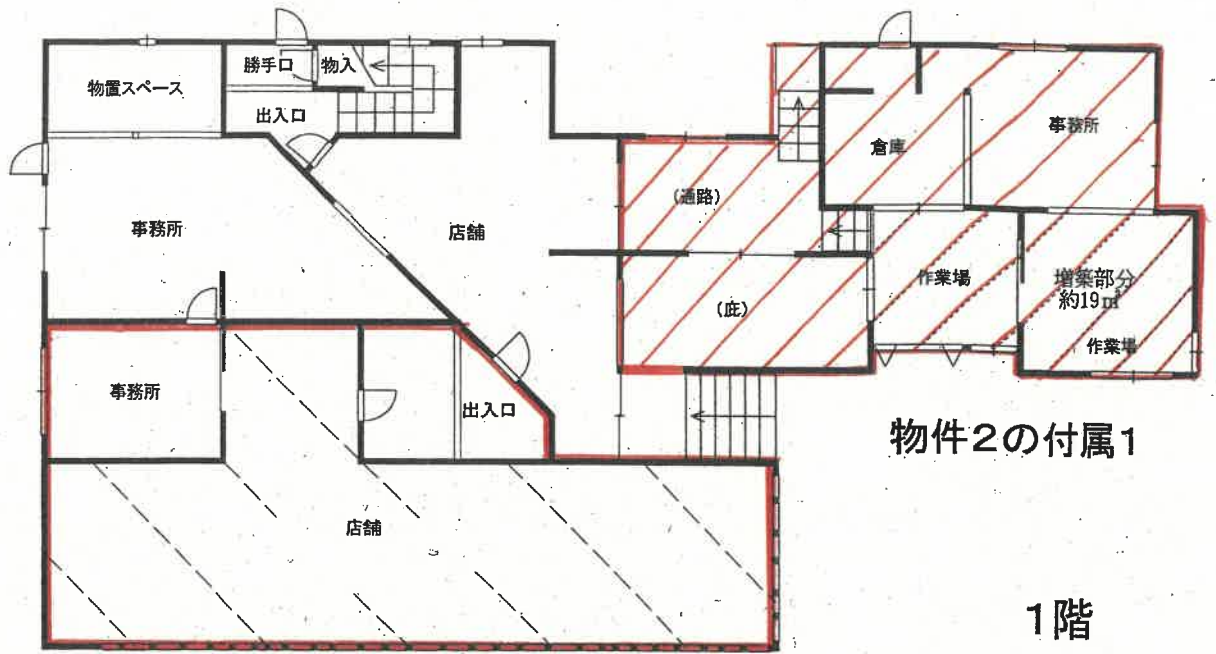 勝手口
物入
物置スペース
出入口
倉庫
事務所
(通路)
事務所
店舗
作業場
増築部分
約19㎡
(庇)
作業場
事務所
出入口
物件2の付属1
店舗
1階